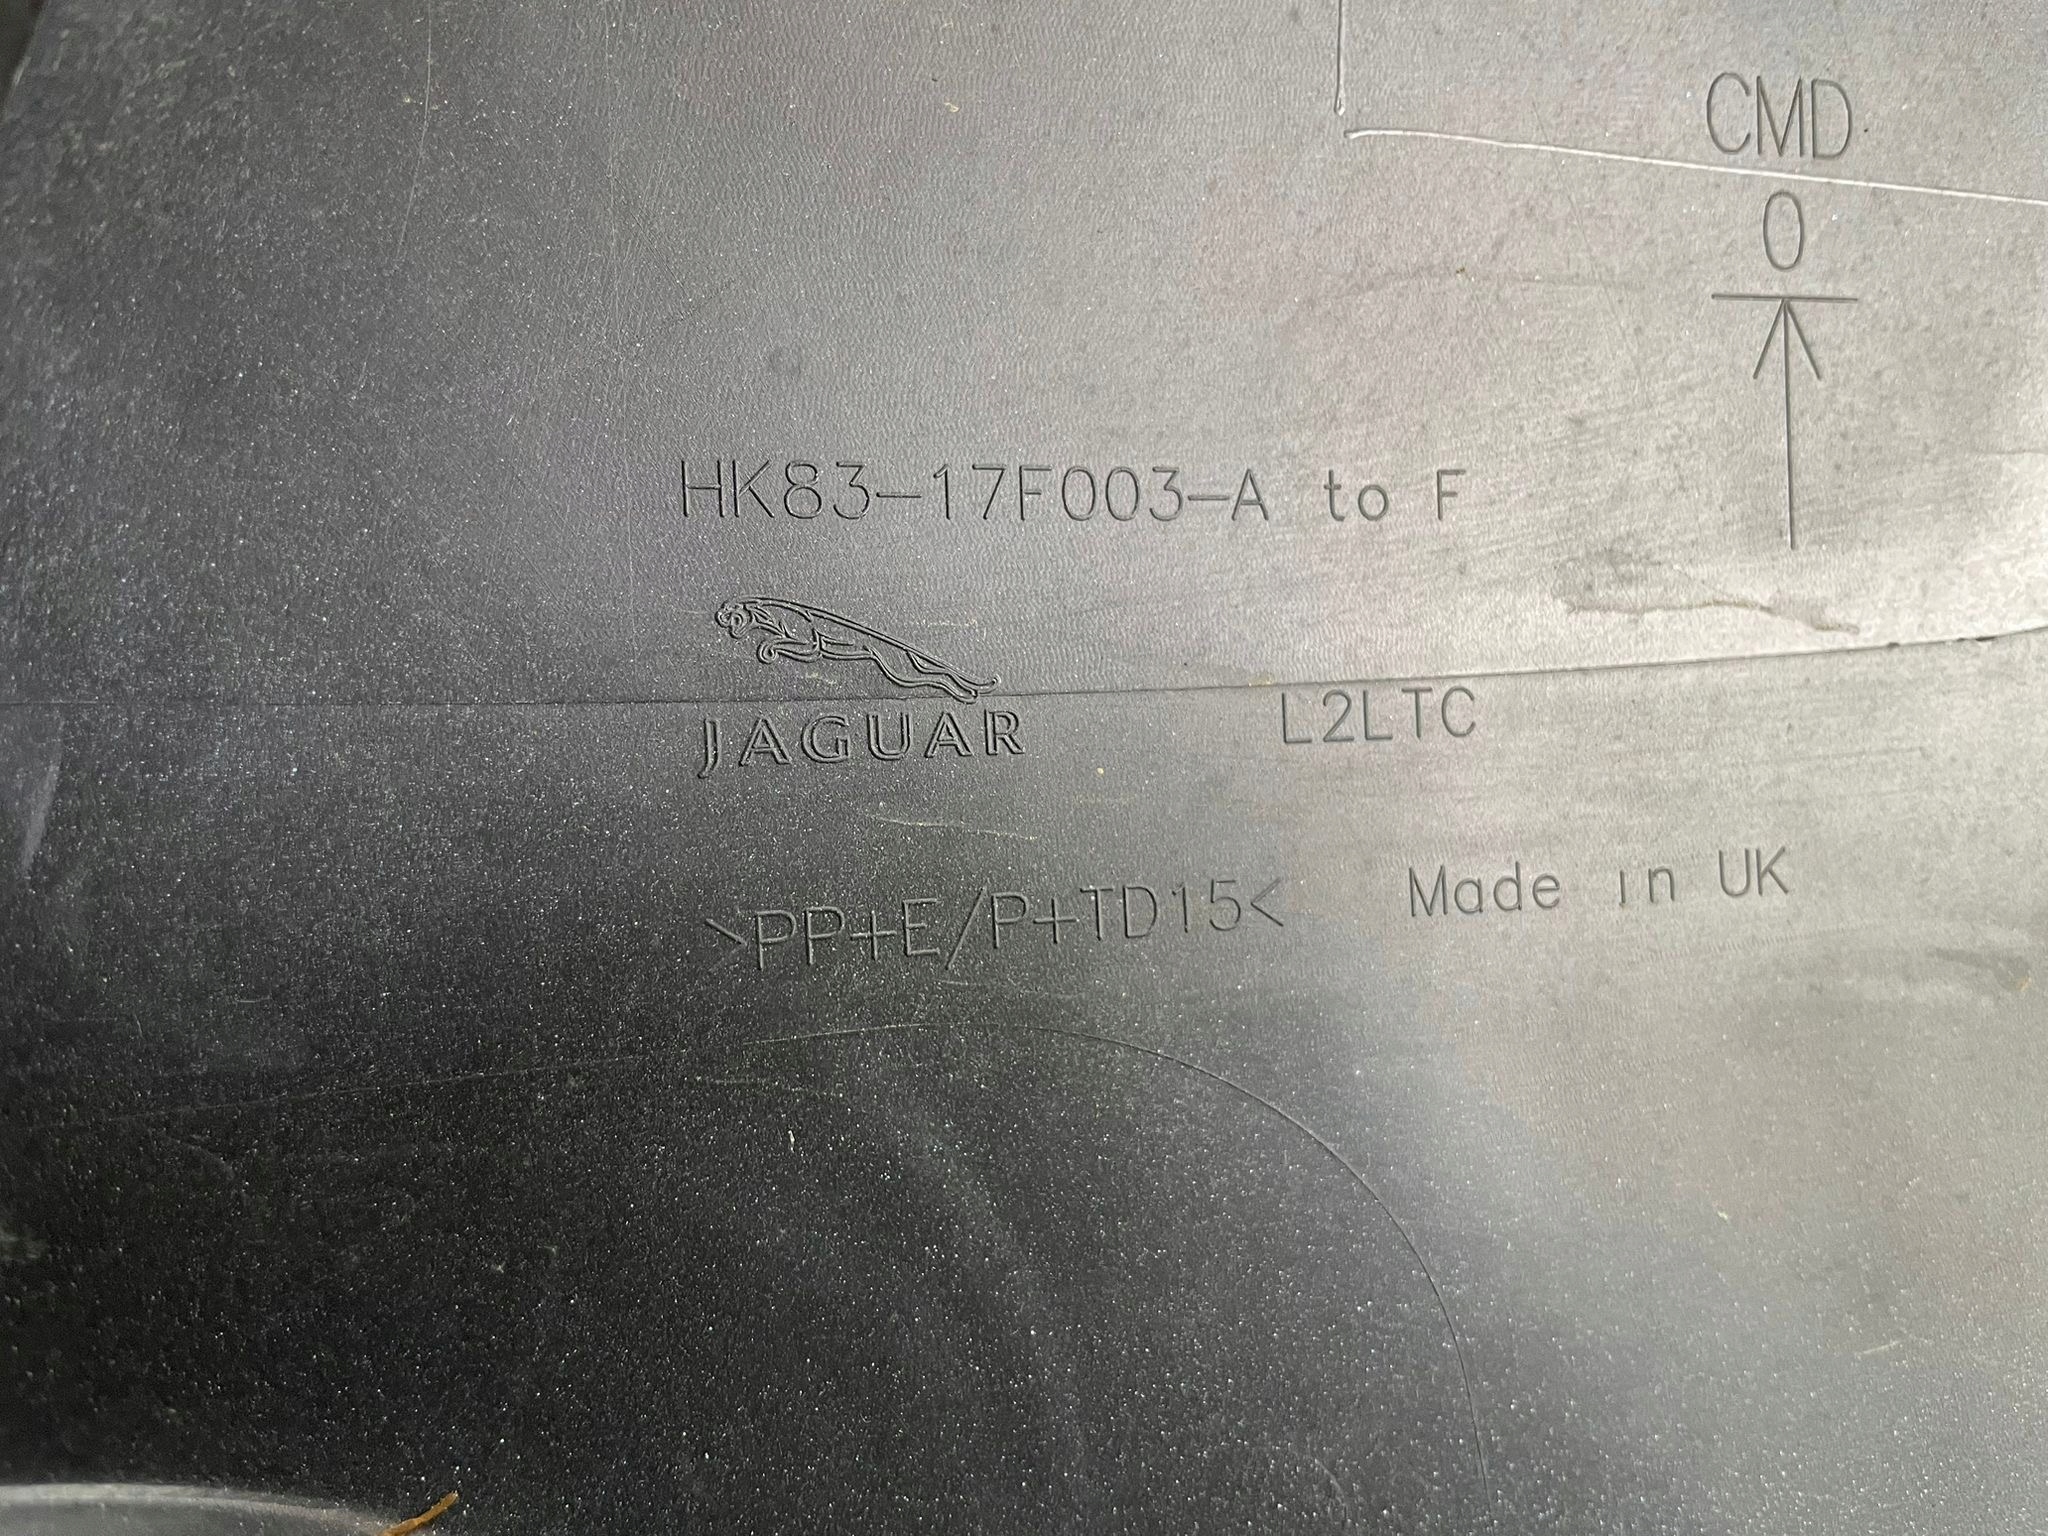 CMD
0
HK83-17F003-A to F
JAGUAR
L2LTC
>PP+E/P+TD15<
Made in UK